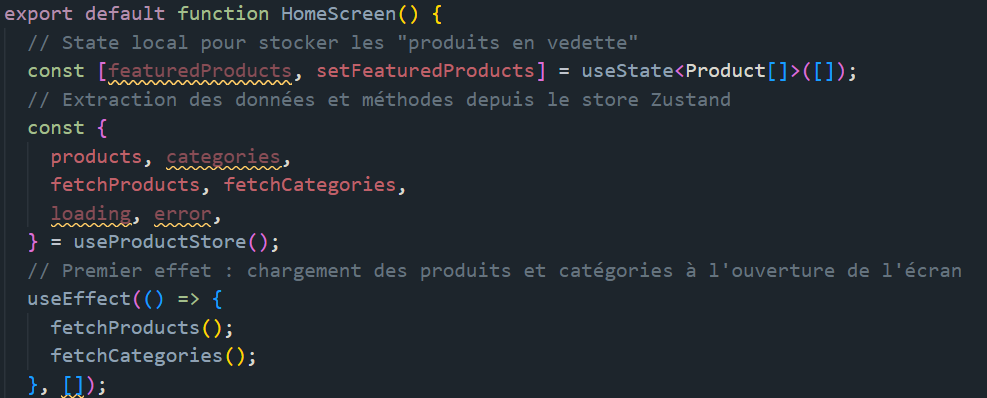 export default function HomeScreen() {
// State local pour stocker les "produits en vedette"
const [featuredProducts, setFeaturedProducts] = useState<Product[]>([]);
// Extraction des données et méthodes depuis le store Zustand
const {
products, categories,
fetchProducts, fetchCategories,
loading, error,
} = useProductStore();
// Premier effet : chargement des produits et catégories à l'ouverture de l'écran
useEffect(() => {
fetchProducts();
fetchCategories();
}, []);